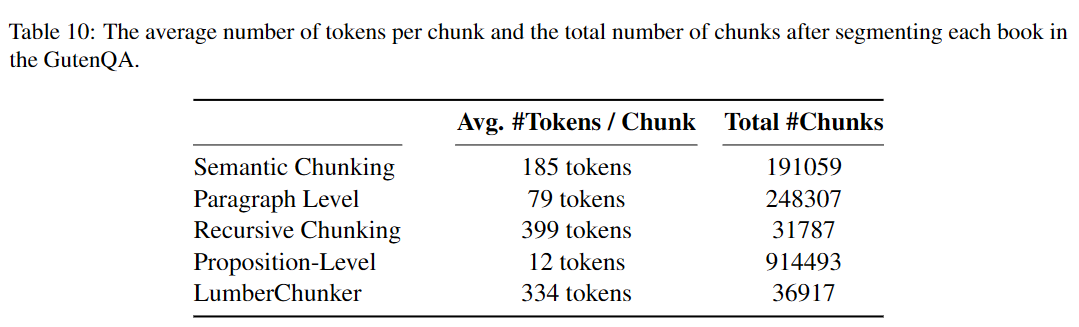 Table 10: The average number of tokens per chunk and the total number of chunks after segmenting each book in
the GutenQA.
Avg. #Tokens / Chunk Total #Chunks
Semantic Chunking 185 tokens 191059
Paragraph Level 79 tokens 248307
Recursive Chunking 399 tokens 31787
Proposition-Level 12 tokens 914493
LumberChunker 334 tokens 36917